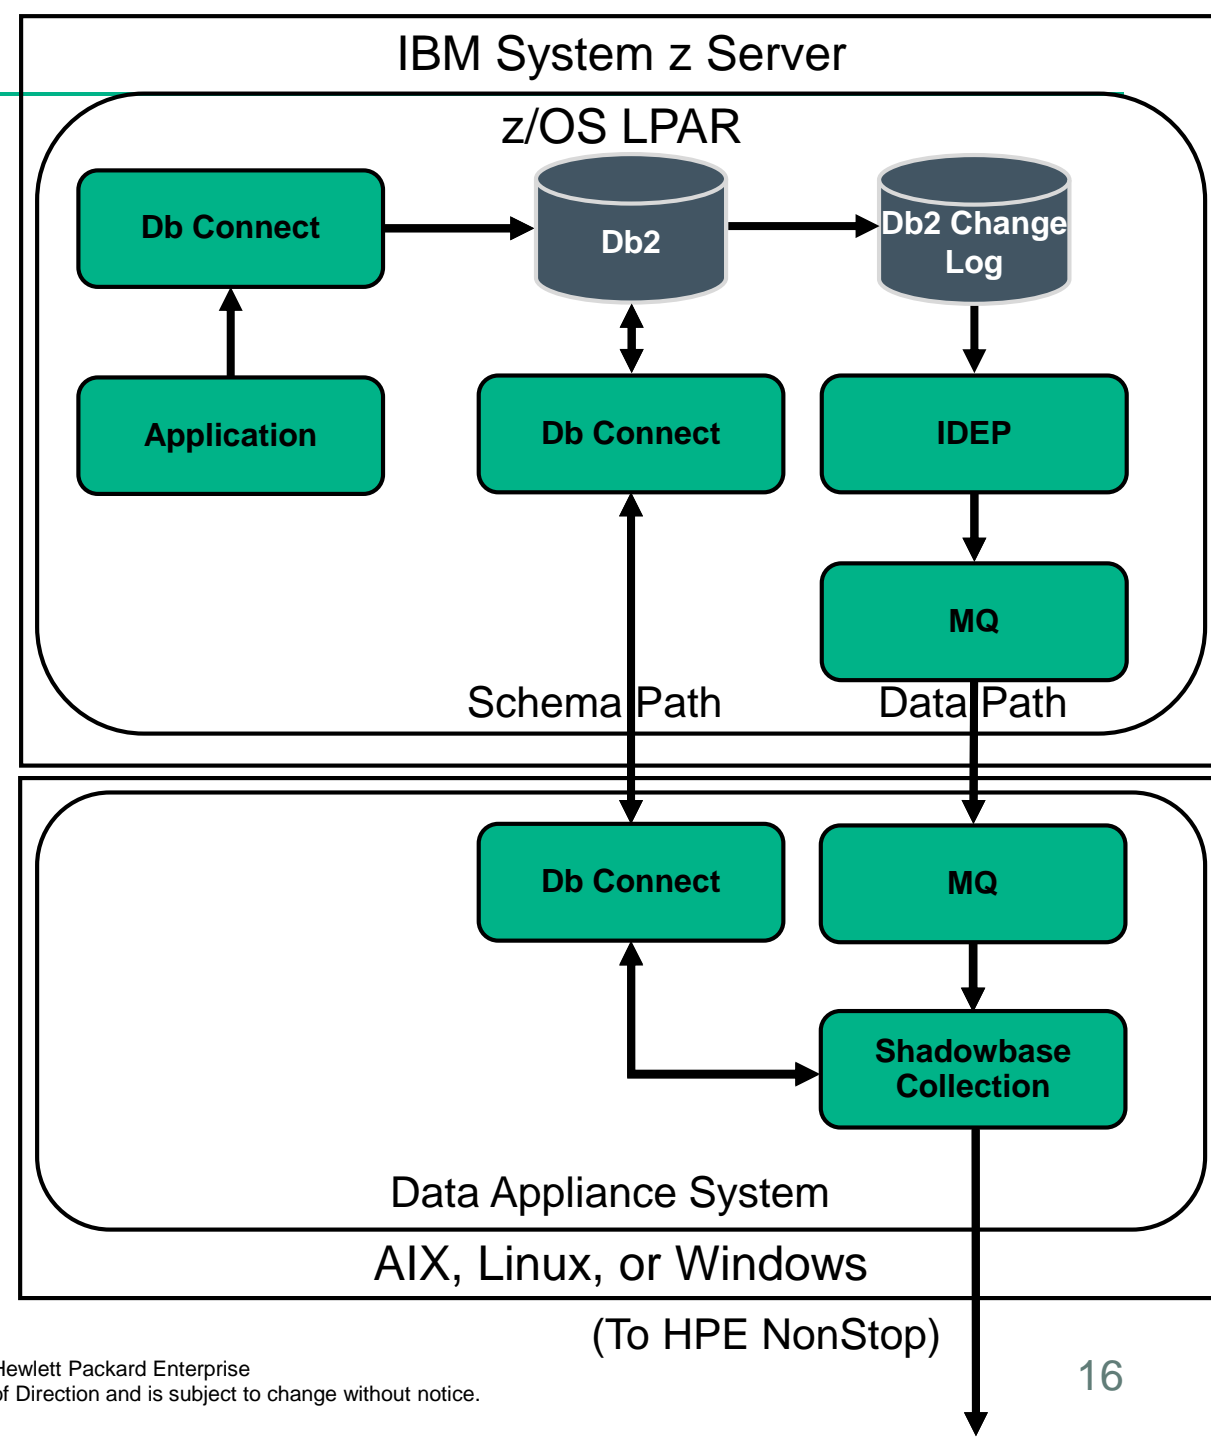 IBM System z Server
z/OS LPAR
Db Connect
Db2
Db2 Change
Log
Application
Db Connect
IDEP
MQ
Schema Path
Data Path
Db Connect
MQ
Shadowbase
Collection
Data Appliance System
AIX, Linux, or Windows
(To HPE NonStop)
Hewlett Packard Enterprise
of Direction and is subject to change without notice.
16